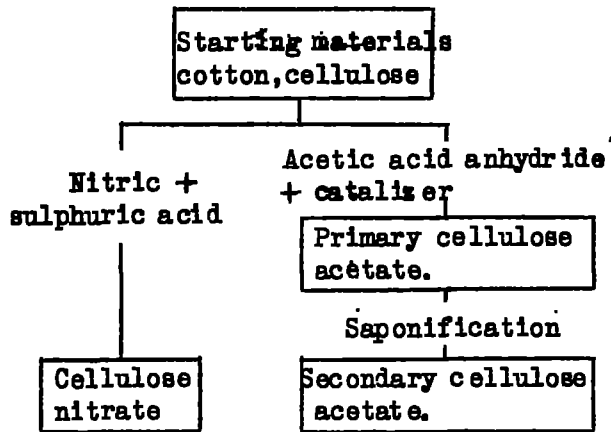 Starting materials
cotton,cellulose
Nitric +
sulphuric acid
Cellulose
nitrate
Acetic acid anhydride
+ catalizer
Primary cellulose
acetate.
Saponification
Secondary cellulose
acetate.